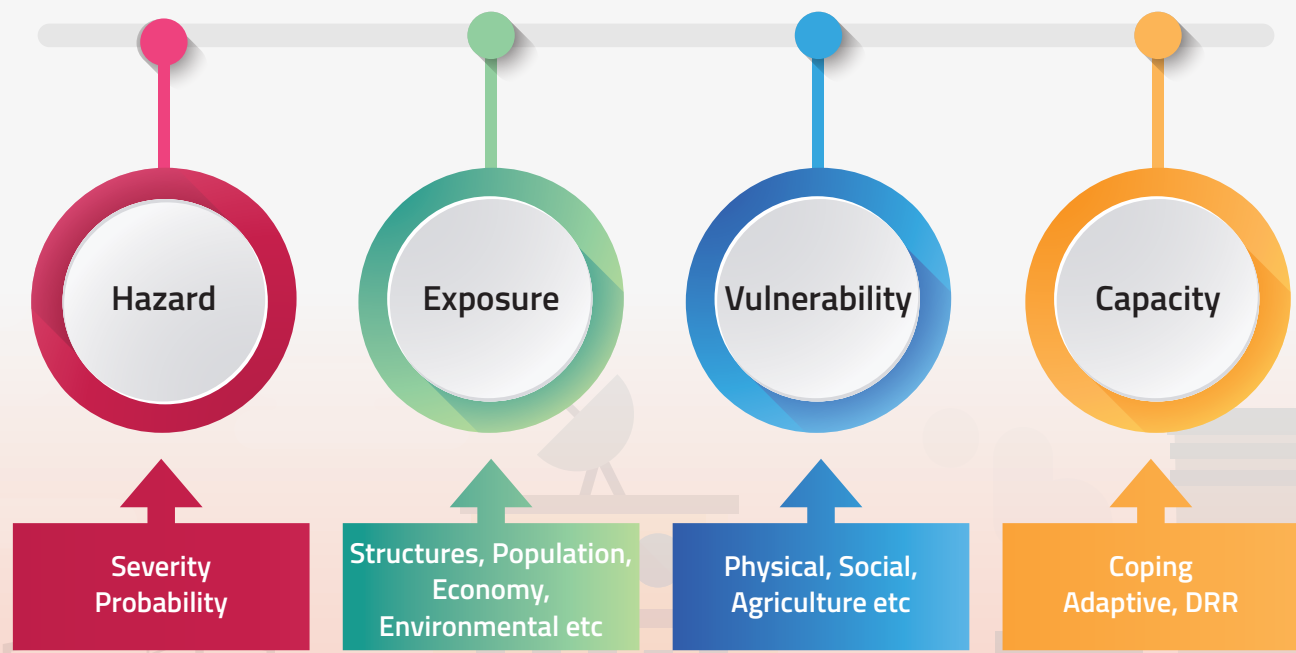 Hazard
Exposure
Vulnerability
Capacity
Severity
Probability
Structures, Population,
Economy,
Environmental etc
Physical, Social,
Agriculture etc
Coping
Adaptive, DRR